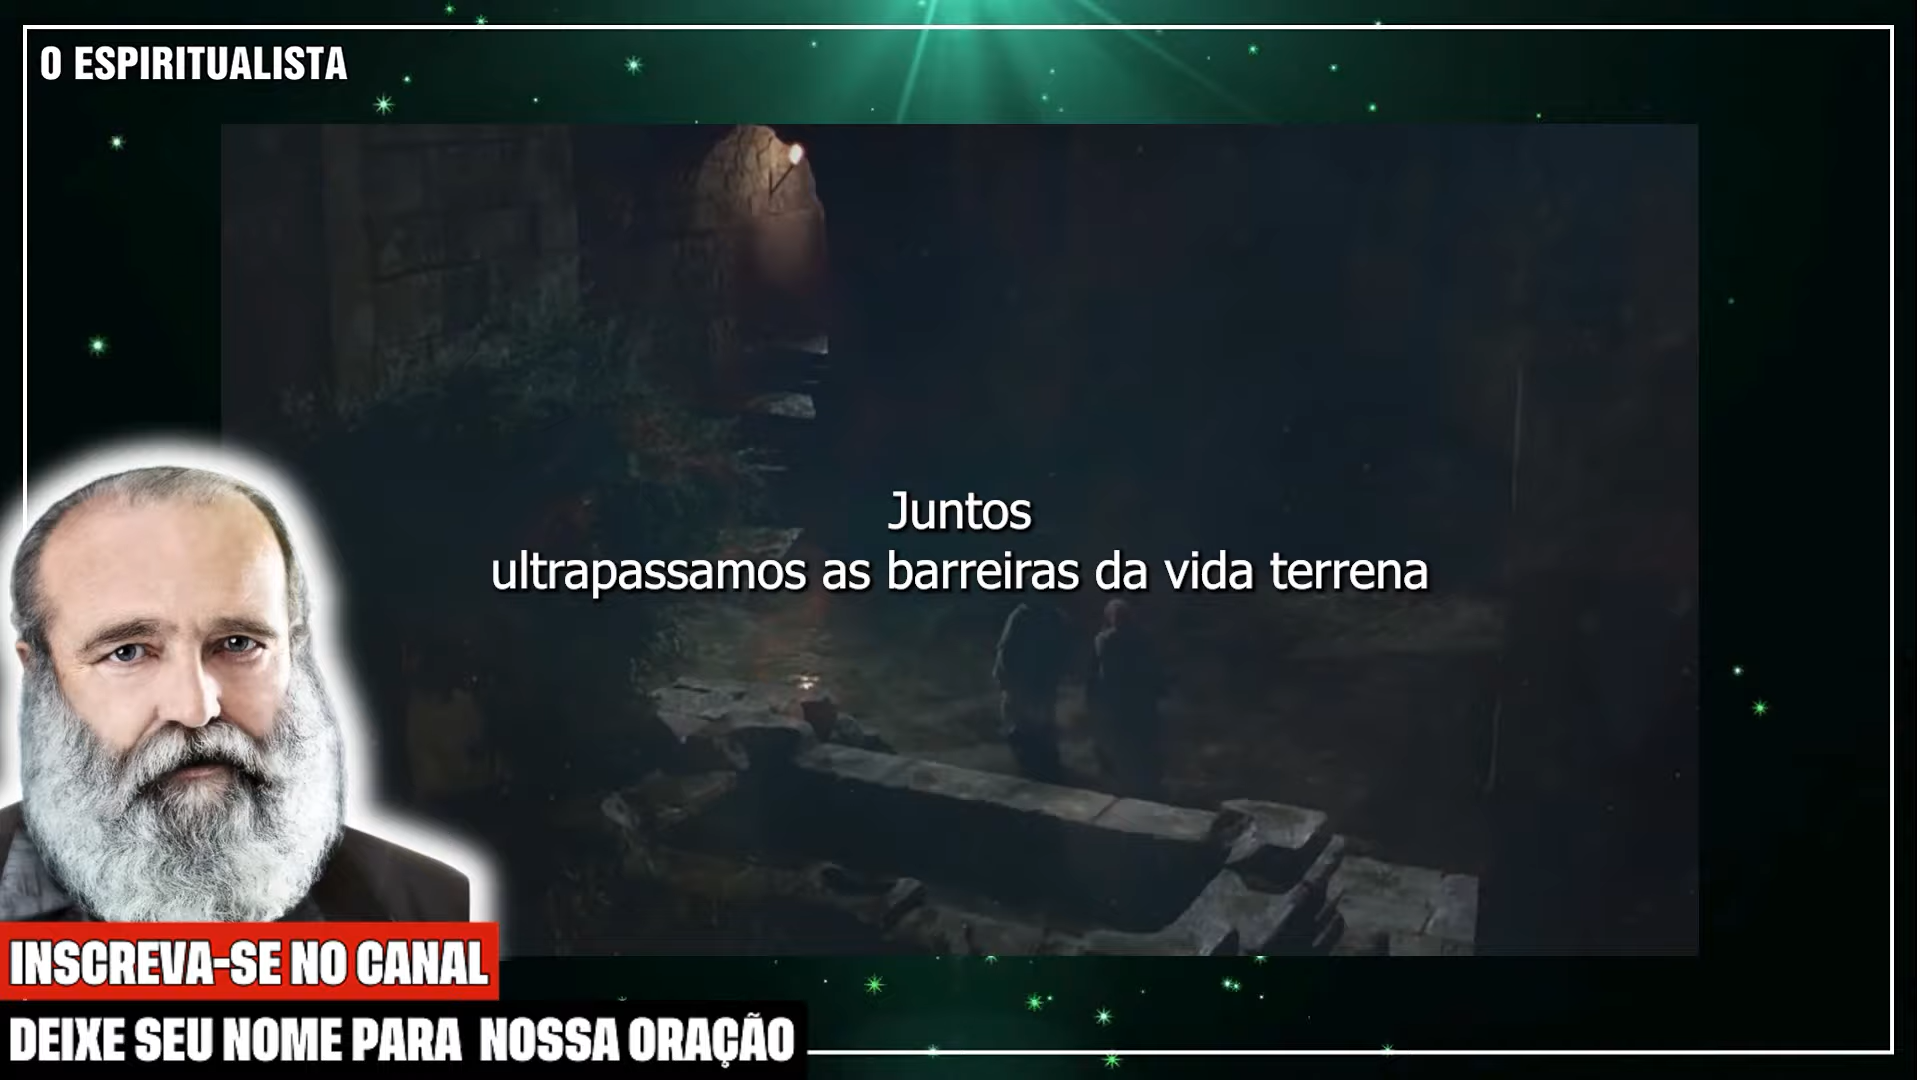 O ESPIRITUALISTA
Juntos
ultrapassamos as barreiras da vida terrena
INSCREVA-SE NO CANAL
DEIXE SEU NOME PARA NOSSA ORAÇÃO